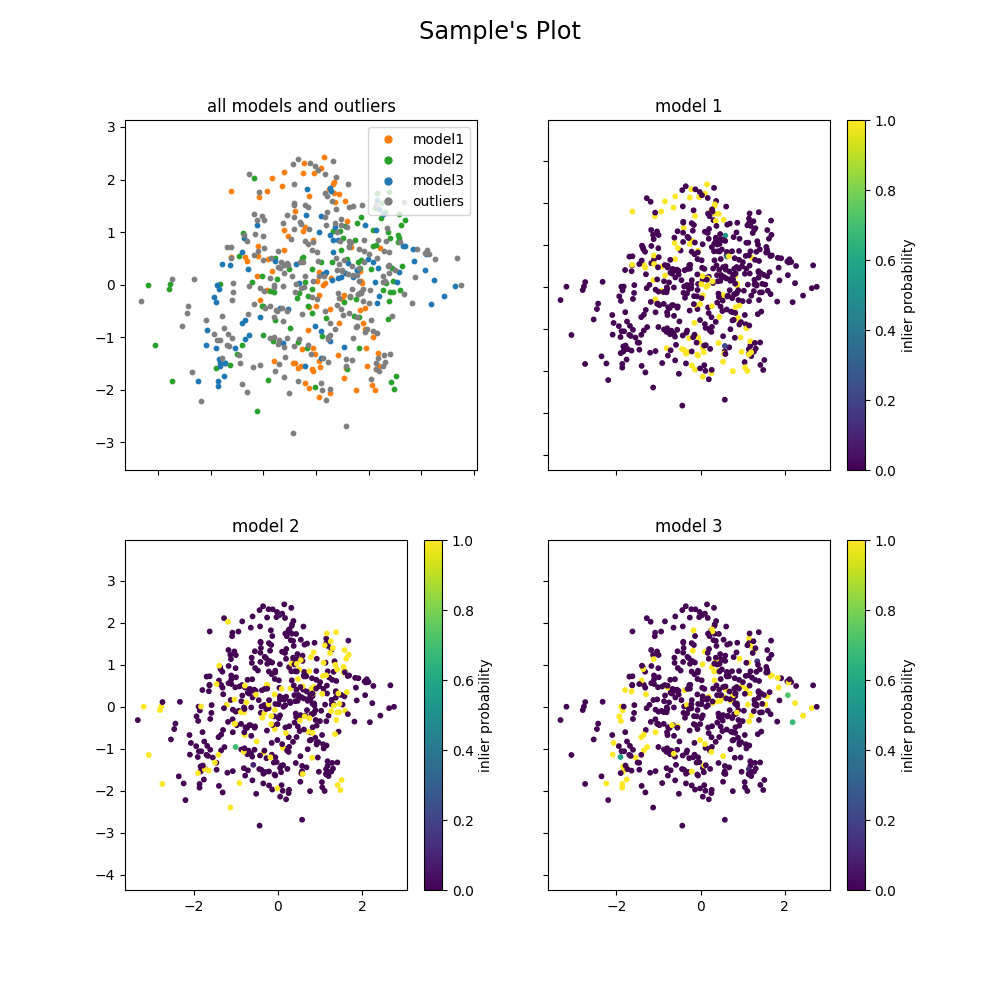 Sample's Plot
all models and outliers
model1
model2
model3
outliers
3
2
1
0
−1
−2
−3
model 1
1.0
0.8
0.6
0.4
0.2
0.0
inlier probability
model 2
3
2
1
0
−1
−2
−3
−4
−2 0 2
1.0
0.8
0.6
0.4
0.2
0.0
inlier probability
model 3
−2 0 2
1.0
0.8
0.6
0.4
0.2
0.0
inlier probability